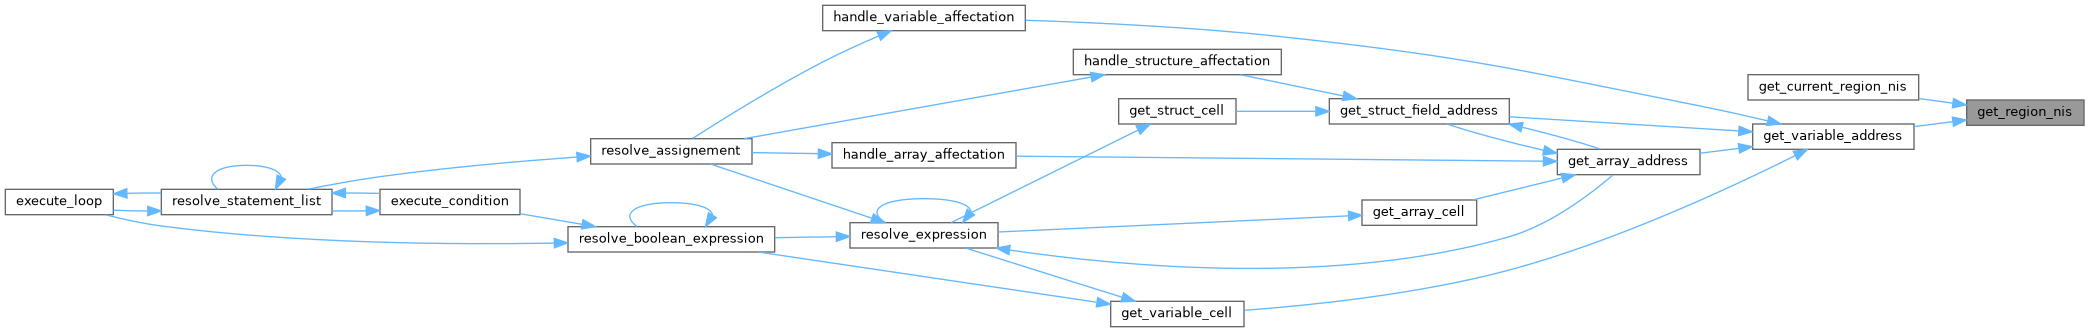 handle_variable_affectation
handle_structure_affectation
get_current_region_nis
get_struct_cell
get_struct_field_address
get_region_nis
get_variable_address
resolve_assignement
handle_array_affectation
get_array_address
execute_loop
resolve_statement_list
execute_condition
get_array_cell
resolve_boolean_expression
resolve_expression
get_variable_cell